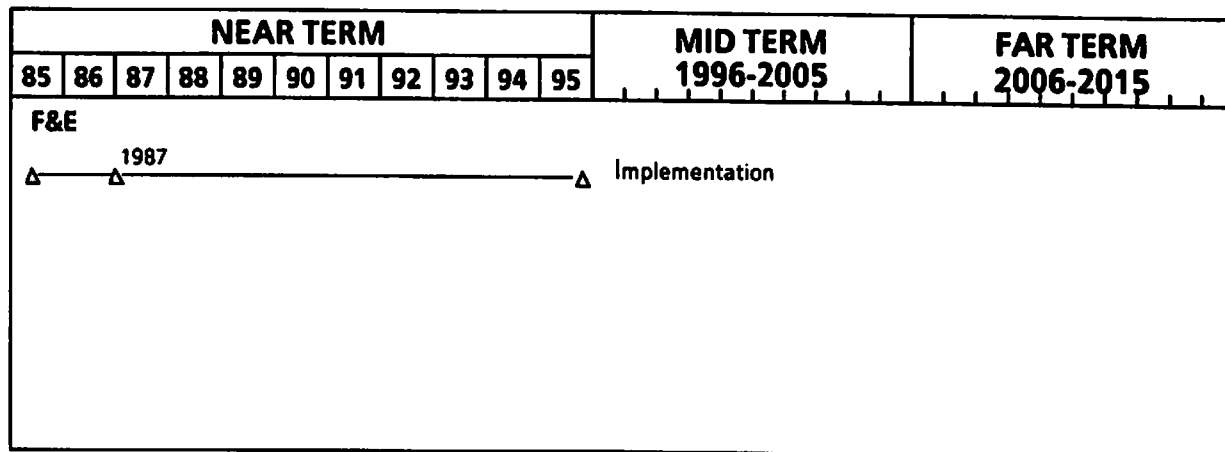 NEAR TERM
85 86 87 88 89 90 91 92 93 94 95
MID TERM
1996-2005
FAR TERM
2006-2015
F&E
1987
Implementation